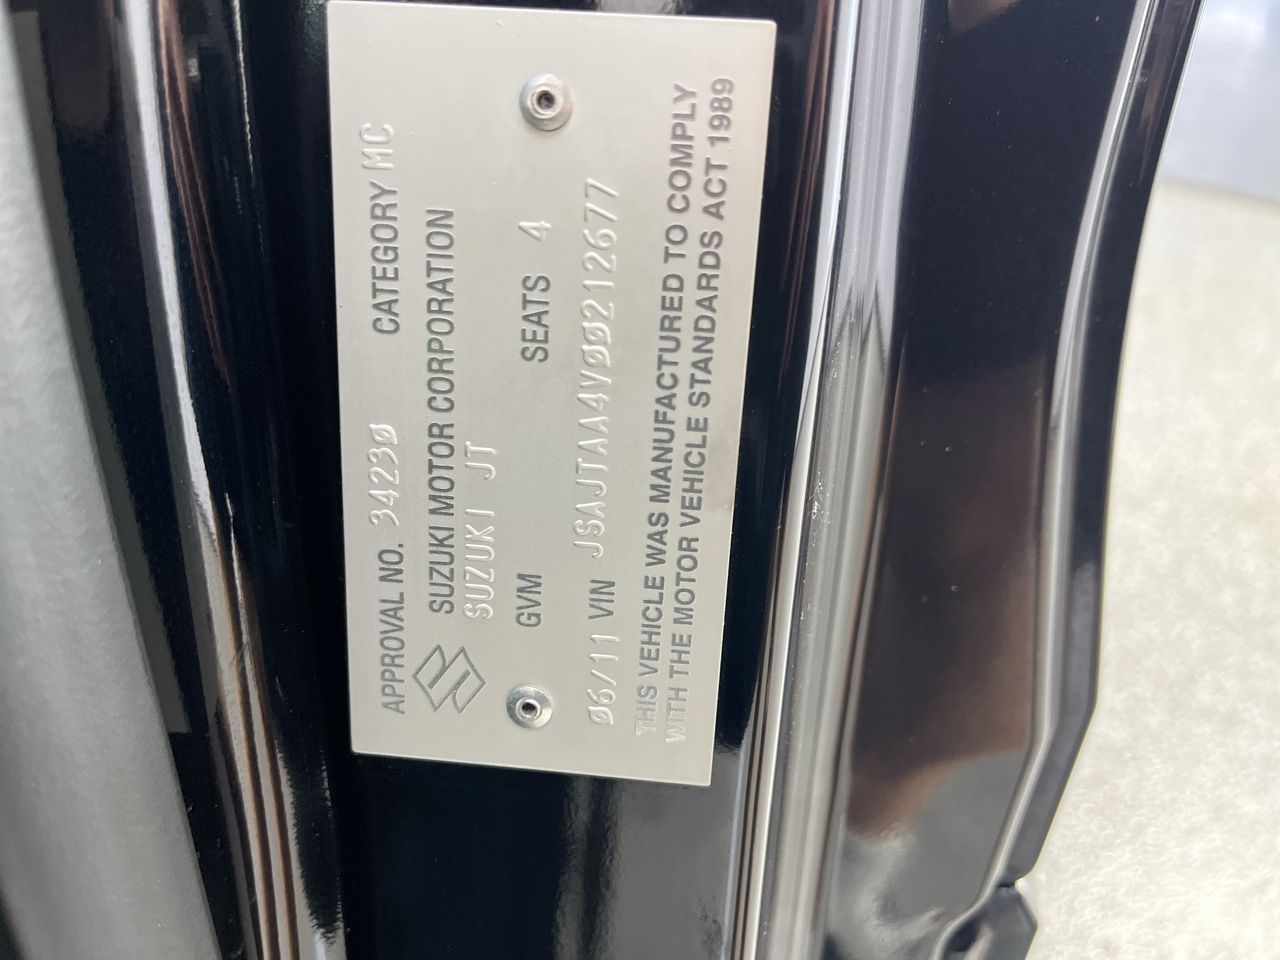 APPROVAL NO. 3423Ø CATEGORY MC
SUZUKI MOTOR CORPORATION
SUZUKI JT
GVM SEATS 4
Ø6/11 VIN JSAJTAA4VØØ212677
THIS VEHICLE WAS MANUFACTURED TO COMPLY
WITH THE MOTOR VEHICLE STANDARDS ACT 1989